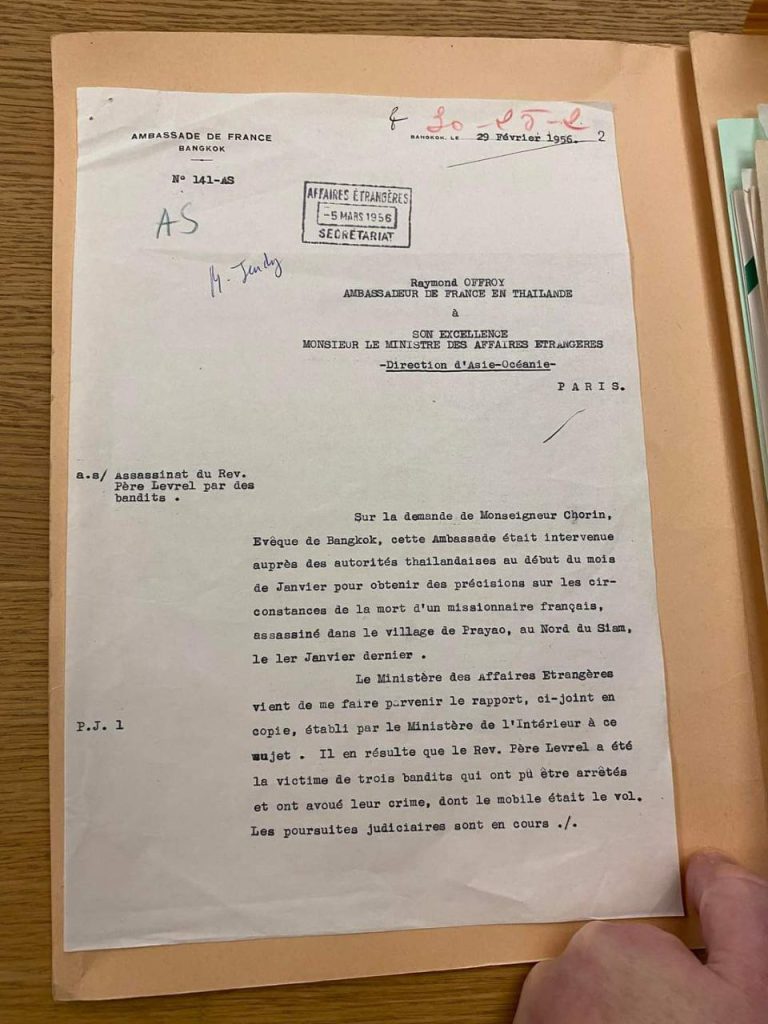 30-25-2
AMBASSADE DE FRANCE
BANGKOK
BANGKOK, LE 29 Février 1956. 2
N° 141-AS
AS
AFFAIRES ÉTRANGÈRES
-5 MARS 1956
SECRÉTARIAT
Raymond OFFROY
AMBASSADEUR DE FRANCE EN THAILANDE
à
SON EXCELLENCE
MONSIEUR LE MINISTRE DES AFFAIRES ETRANGERES
-Direction d'Asie-Océanie-
P A R I S.
a.s/ Assassinat du Rev.
Père Levrel par des
bandits .
Sur la demande de Monseigneur Chorin,
Evêque de Bangkok, cette Ambassade était intervenue
auprès des autorités thailandaises au début du mois
de Janvier pour obtenir des précisions sur les cir-
constances de la mort d'un missionnaire français,
assassiné dans le village de Prayao, au Nord du Siam,
le 1er Janvier dernier .
Le Ministère des Affaires Etrangères
vient de me faire parvenir le rapport, ci-joint en
P.J. 1
copie, établi par le Ministère de l'Intérieur à ce
sujet . Il en résulte que le Rev. Père Levrel a été
la victime de trois bandits qui ont pû être arrêtés
et ont avoué leur crime, dont le mobile était le vol.
Les poursuites judiciaires sont en cours ./.